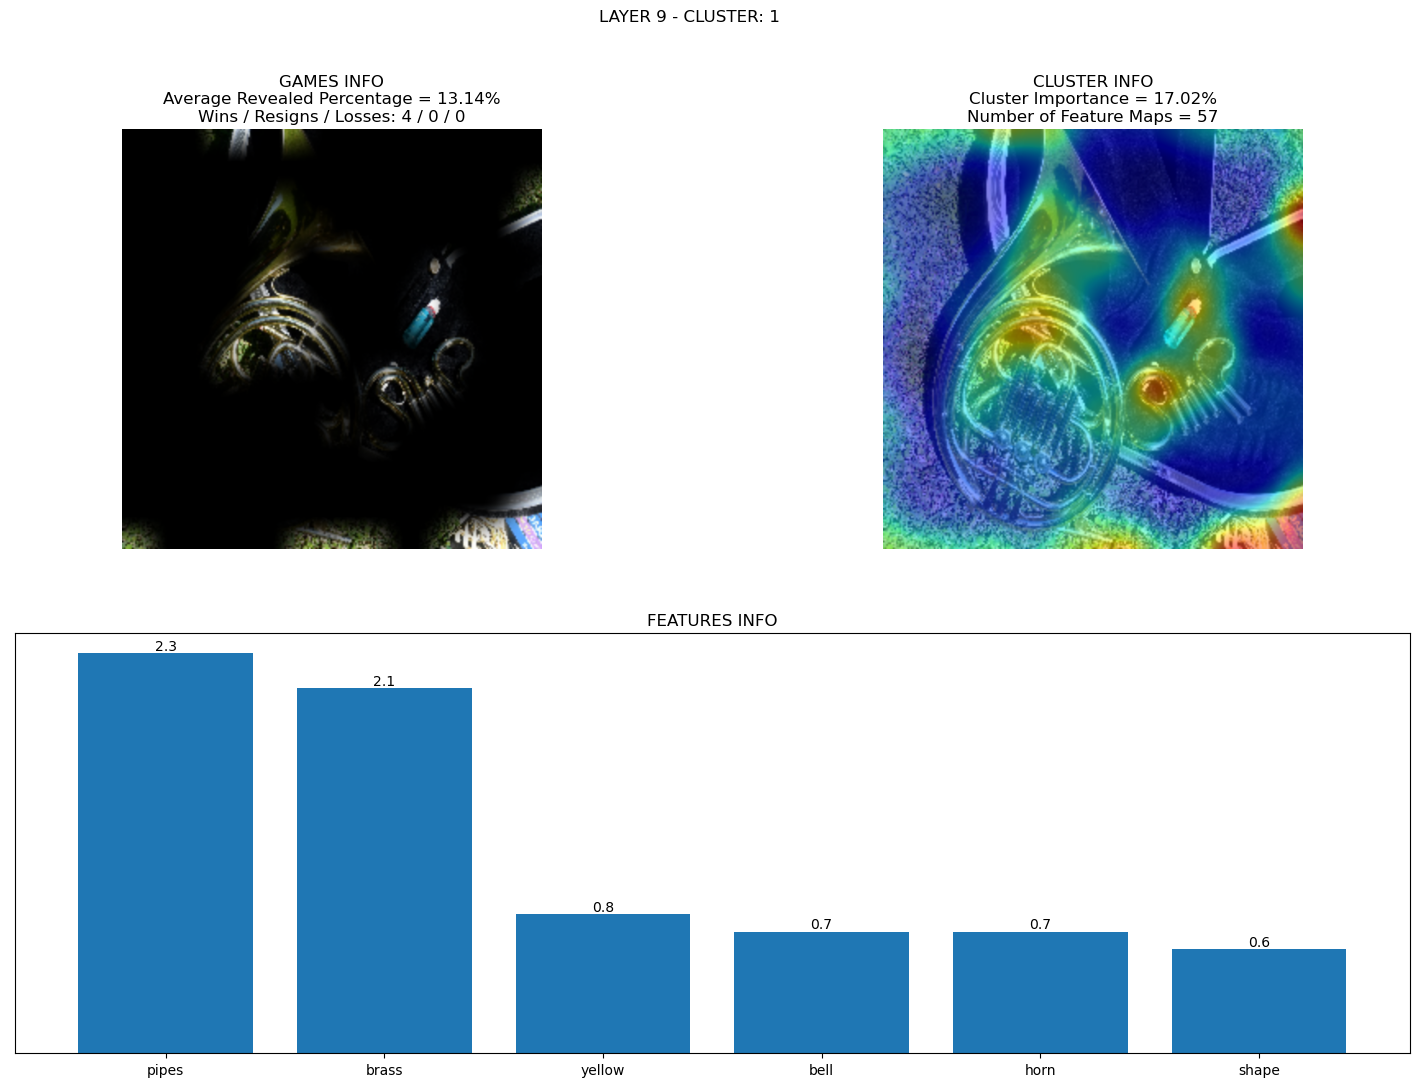 LAYER 9 - CLUSTER: 1
GAMES INFO
Average Revealed Percentage = 13.14%
Wins / Resigns / Losses: 4 / 0 / 0
CLUSTER INFO
Cluster Importance = 17.02%
Number of Feature Maps = 57
FEATURES INFO
2.3
2.1
0.8
0.7
0.7
0.6
pipes
brass
yellow
bell
horn
shape